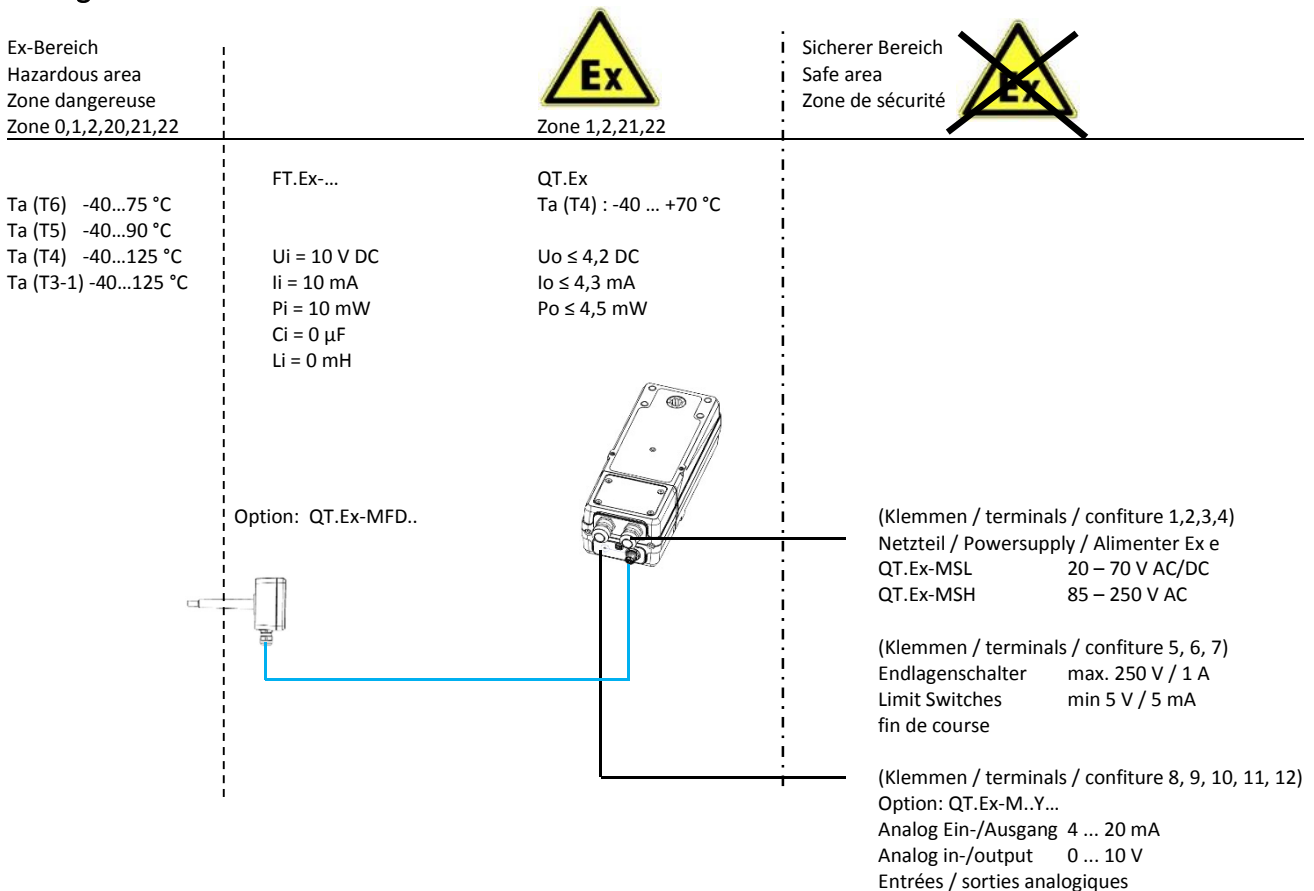 Ex-Bereich
Hazardous area
Zone dangereuse
Zone 0,1,2,20,21,22
Ex
Zone 1,2,21,22
Sicherer Bereich
Safe area
Zone de sécurité
Ex
Ta (T6) -40...75 °C
Ta (T5) -40...90 °C
Ta (T4) -40...125 °C
Ta (T3-1) -40...125 °C
FT.Ex-...
Ui = 10 V DC
Ii = 10 mA
Pi = 10 mW
Ci = 0 µF
Li = 0 mH
QT.Ex
Ta (T4) : -40 ... +70 °C
Uo ≤ 4,2 DC
Io ≤ 4,3 mA
Po ≤ 4,5 mW
Option: QT.Ex-MFD..
(Klemmen / terminals / confiture 1,2,3,4)
Netzteil / Powersupply / Alimenter Ex e
QT.Ex-MSL 20 – 70 V AC/DC
QT.Ex-MSH 85 – 250 V AC
(Klemmen / terminals / confiture 5, 6, 7)
Endlagenschalter max. 250 V / 1 A
Limit Switches min 5 V / 5 mA
fin de course
(Klemmen / terminals / confiture 8, 9, 10, 11, 12)
Option: QT.Ex-M..Y...
Analog Ein-/Ausgang 4 ... 20 mA
Analog in-/output 0 ... 10 V
Entrées / sorties analogiques